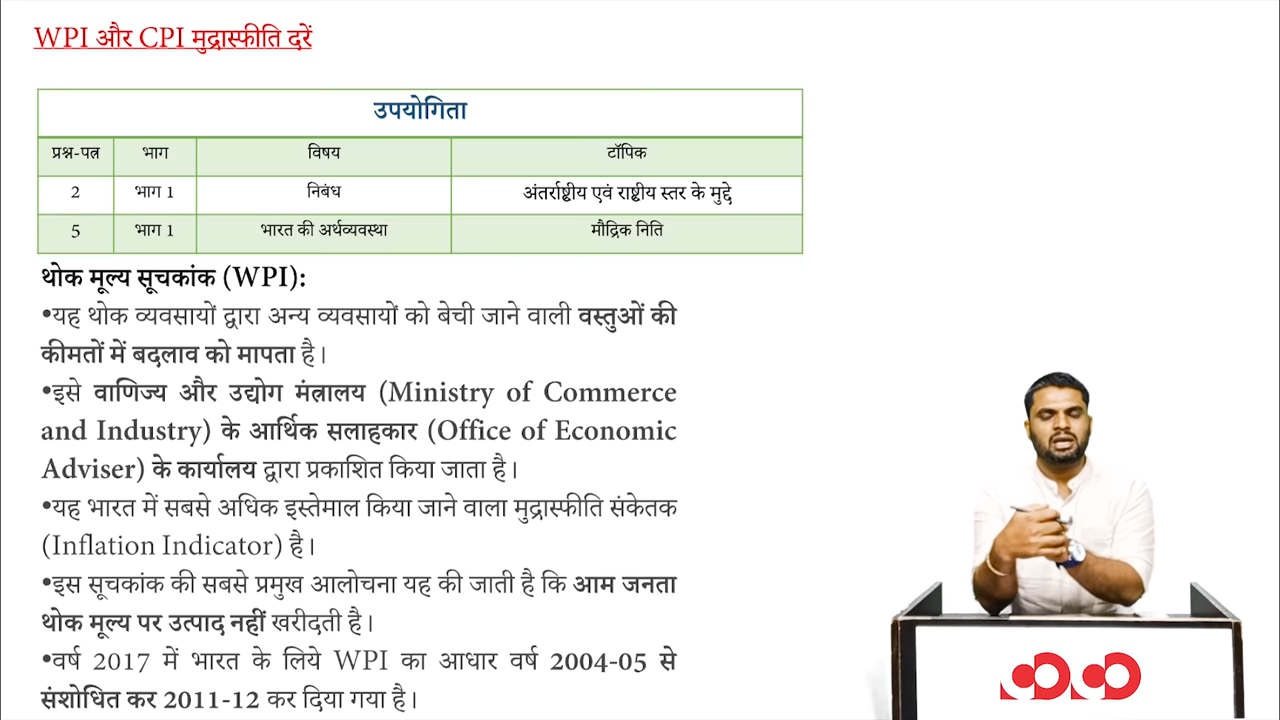 WPI और CPI मुद्रास्फीति दरें
उपयोगिता
प्रश्न-पत्र भाग विषय टॉपिक
2 भाग 1 निबंध अंतर्राष्ट्रीय एवं राष्ट्रीय स्तर के मुद्दे
5 भाग 1 भारत की अर्थव्यवस्था मौद्रिक निति
थोक मूल्य सूचकांक (WPI):
•यह थोक व्यवसायों द्वारा अन्य व्यवसायों को बेची जाने वाली वस्तुओं की
कीमतों में बदलाव को मापता है।
•इसे वाणिज्य और उद्योग मंत्रालय (Ministry of Commerce
and Industry) के आर्थिक सलाहकार (Office of Economic
Adviser) के कार्यालय द्वारा प्रकाशित किया जाता है।
•यह भारत में सबसे अधिक इस्तेमाल किया जाने वाला मुद्रास्फीति संकेतक
(Inflation Indicator) है।
•इस सूचकांक की सबसे प्रमुख आलोचना यह की जाती है कि आम जनता
थोक मूल्य पर उत्पाद नहीं खरीदती है।
•वर्ष 2017 में भारत के लिये WPI का आधार वर्ष 2004-05 से
संशोधित कर 2011-12 कर दिया गया है।